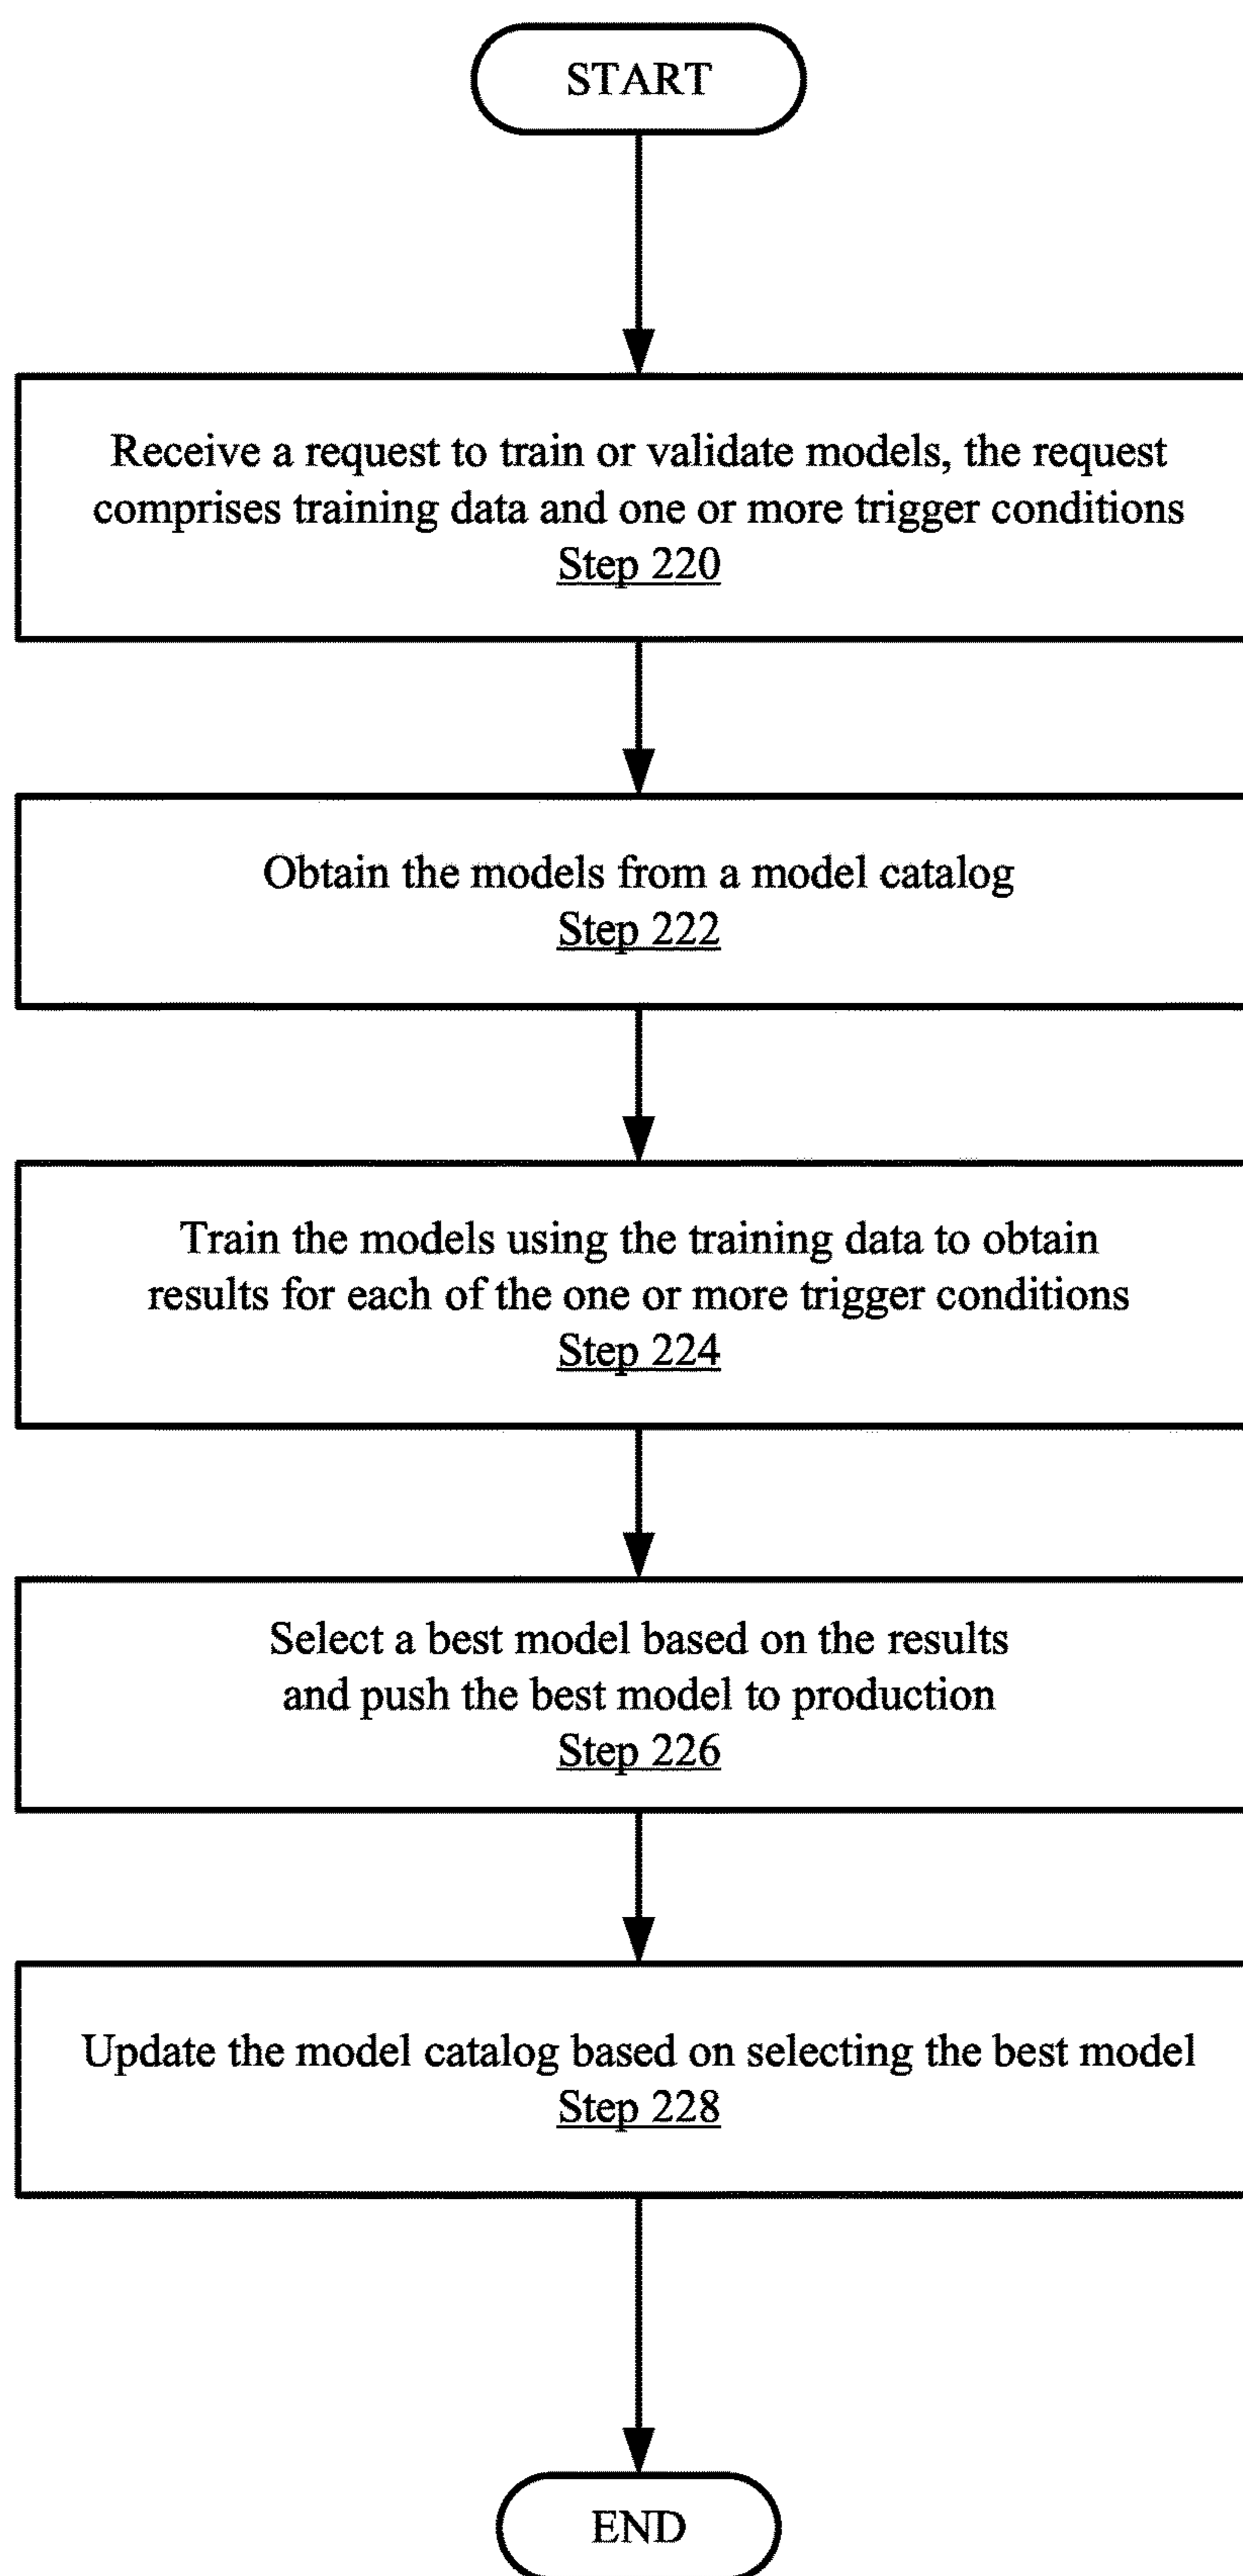 START
Receive a request to train or validate models, the request
comprises training data and one or more trigger conditions
Step 220
Obtain the models from a model catalog
Step 222
Train the models using the training data to obtain
results for each of the one or more trigger conditions
Step 224
Select a best model based on the results
and push the best model to production
Step 226
Update the model catalog based on selecting the best model
Step 228
END